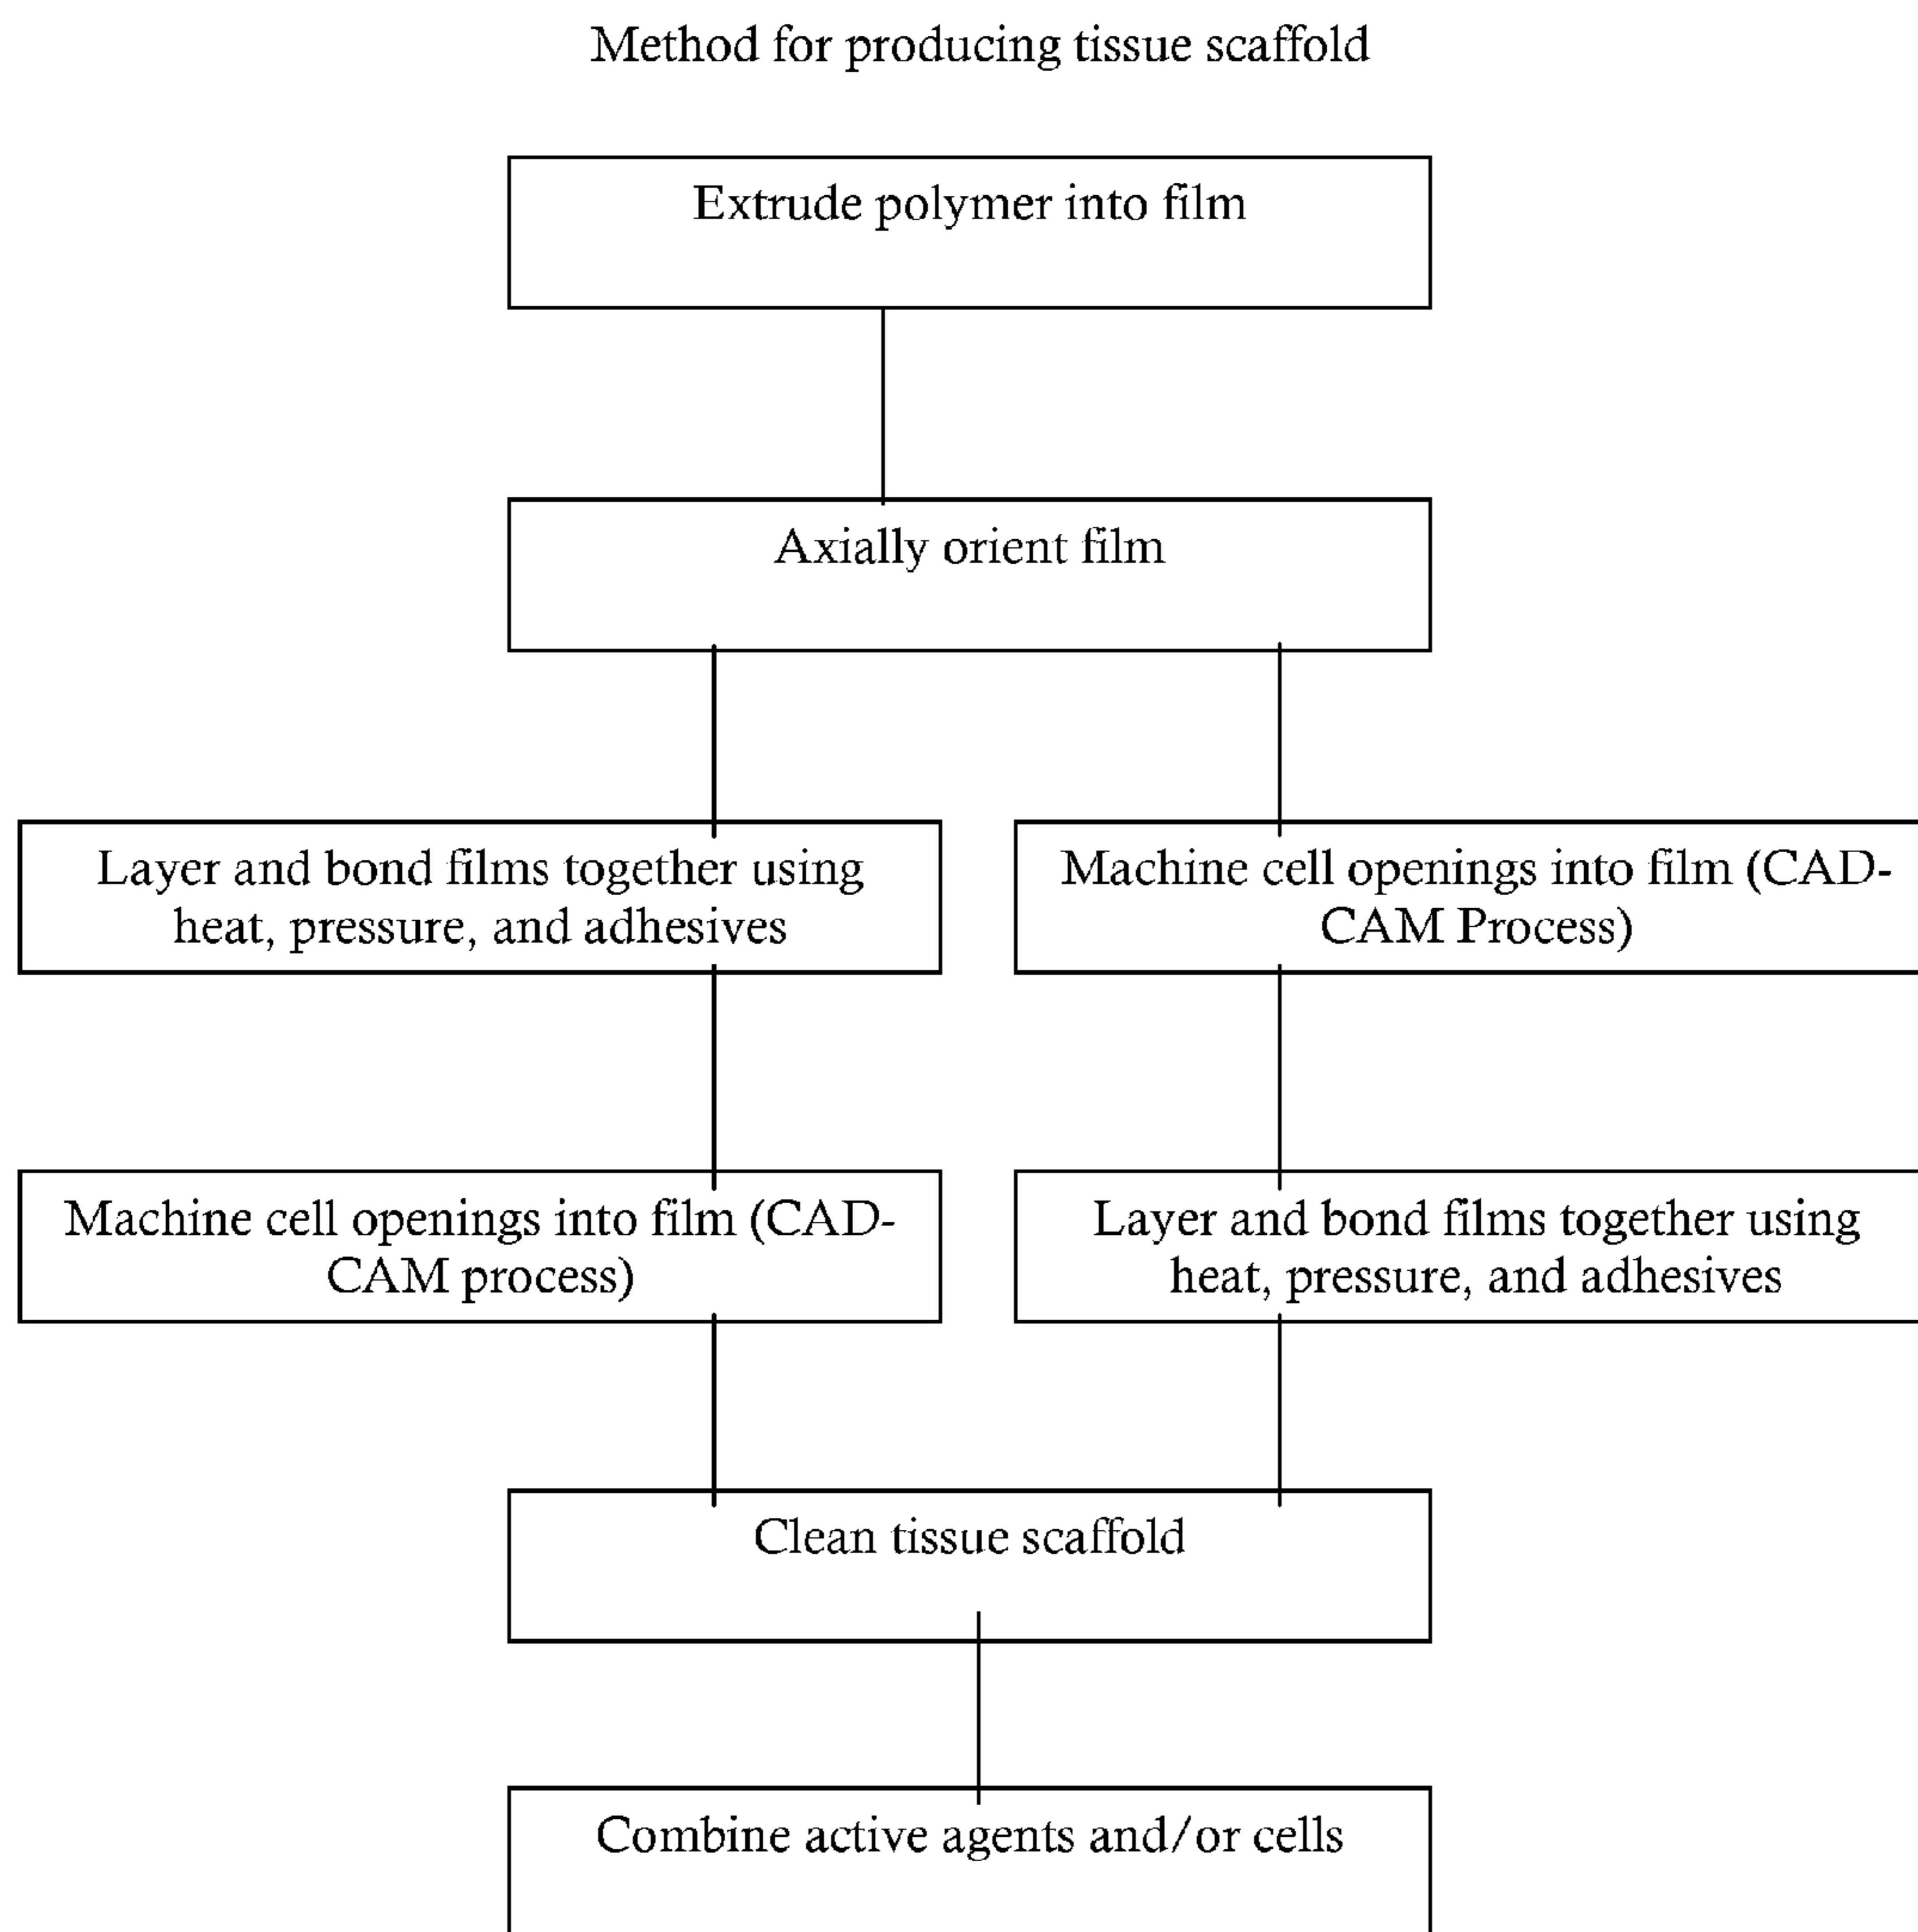 Method for producing tissue scaffold
Extrude polymer into film
Axially orient film
Layer and bond films together using
heat, pressure, and adhesives
Machine cell openings into film (CAD-
CAM Process)
Machine cell openings into film (CAD-
CAM process)
Layer and bond films together using
heat, pressure, and adhesives
Clean tissue scaffold
Combine active agents and/or cells